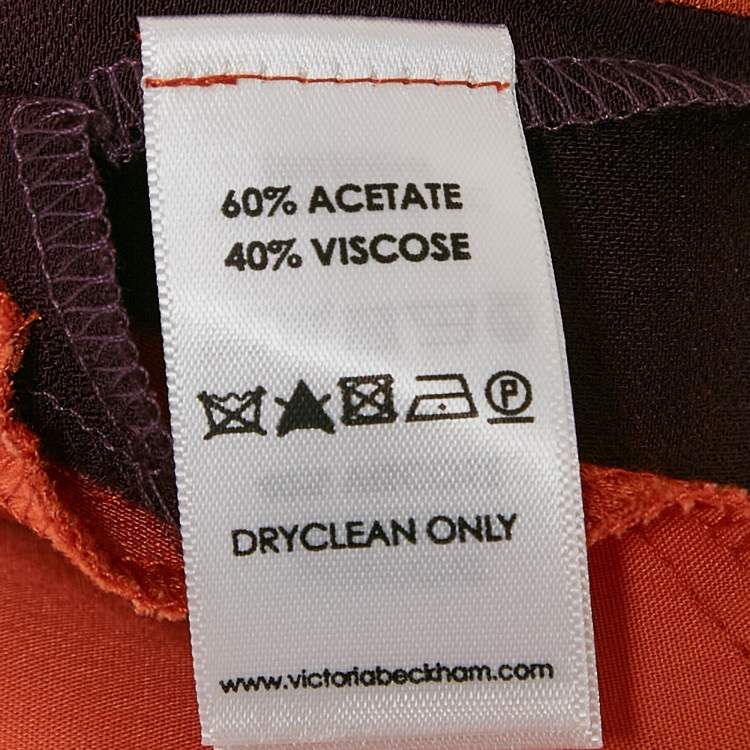 60% ACETATE
40% VISCOSE
P
DRYCLEAN ONLY
www.victoriabeckham.com